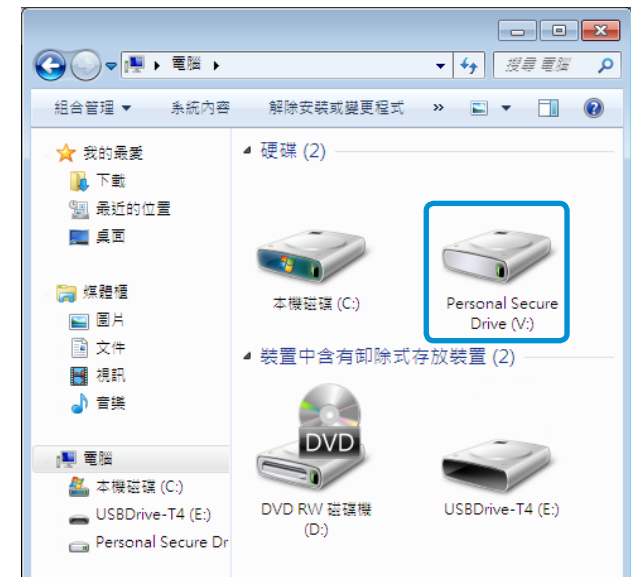 電腦
搜尋 電腦
組合管理 系統內容 解除安裝或變更程式 »
我的最愛
下載
最近的位置
桌面
媒體櫃
圖片
文件
視訊
音樂
電腦
本機磁碟 (C:)
USBDrive-T4 (E:)
Personal Secure Dr
硬碟 (2)
本機磁碟 (C:)
Personal Secure
Drive (V:)
裝置中含有卸除式存放裝置 (2)
DVD
DVD RW 磁碟機
(D:)
USBDrive-T4 (E:)